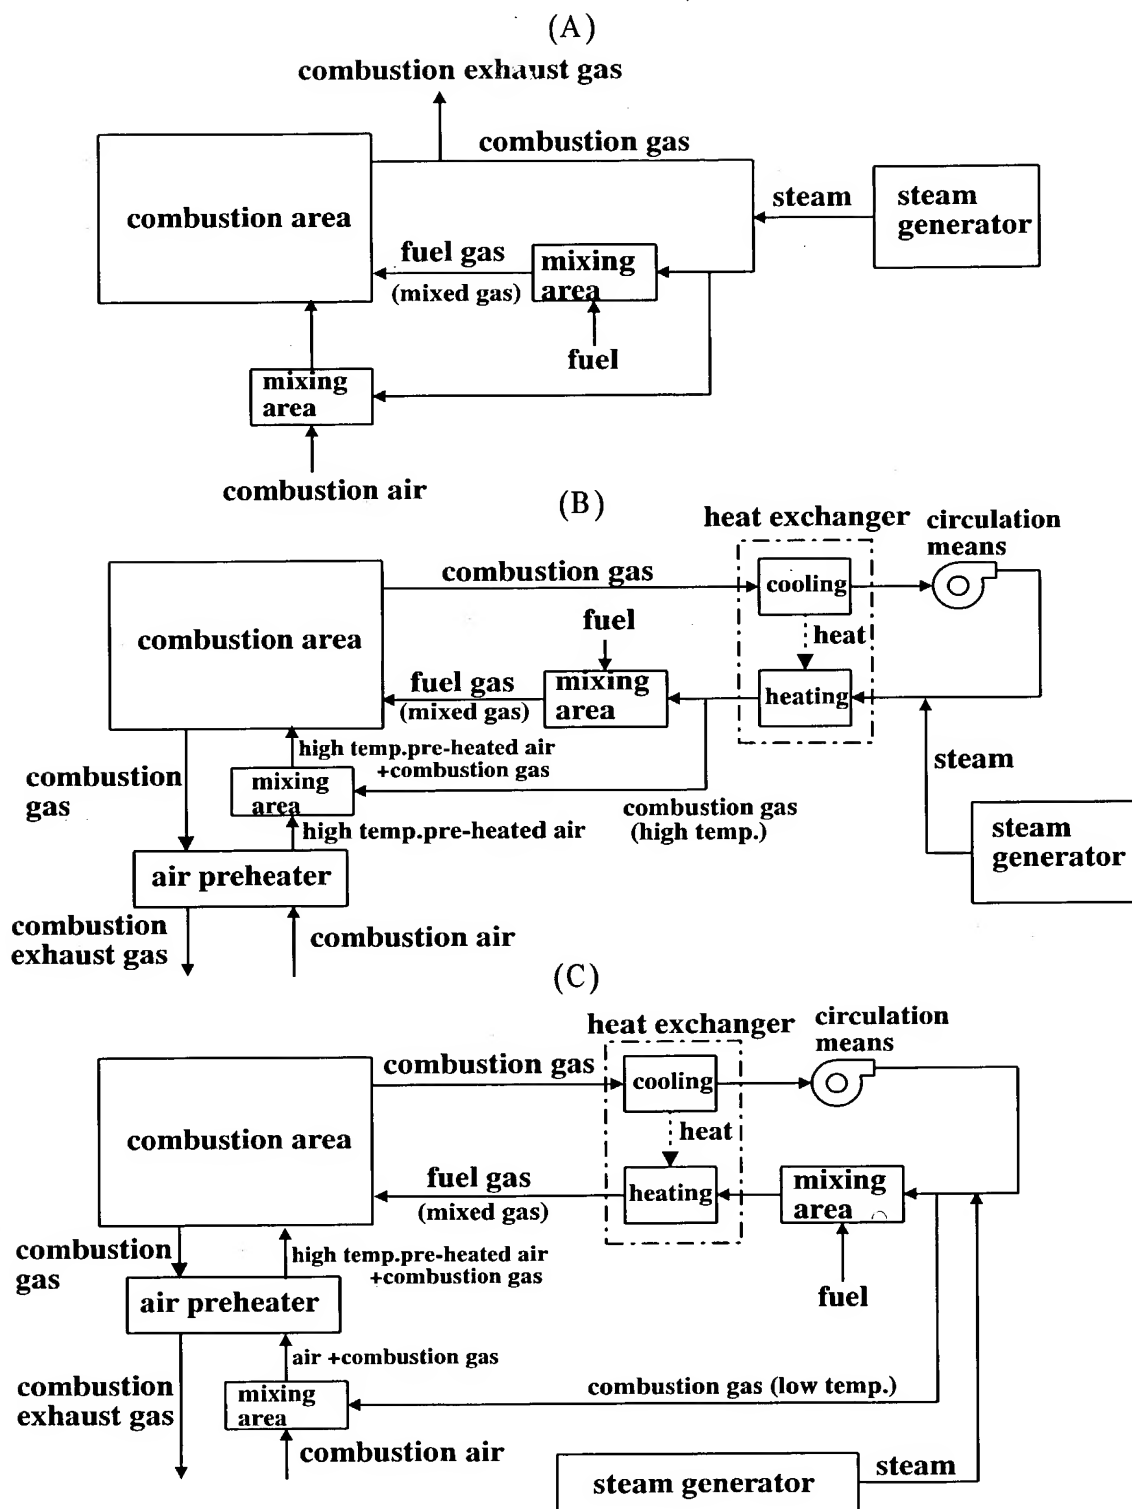 (A)
combustion exhaust gas
combustion gas
combustion area
steam
steam
generator
fuel gas
(mixed gas)
mixing
area
fuel
mixing
area
combustion air
(B)
heat exchanger
circulation
means
combustion gas
cooling
combustion area
fuel
heat
fuel gas
(mixed gas)
mixing
area
heating
high temp.pre-heated air
+combustion gas
combustion
gas
mixing
area
combustion gas
(high temp.)
steam
high temp.pre-heated air
steam
generator
air preheater
combustion
exhaust gas
combustion air
(C)
heat exchanger
circulation
means
combustion gas
cooling
combustion area
heat
fuel gas
(mixed gas)
heating
mixing
area
combustion
gas
high temp.pre-heated air
+combustion gas
air preheater
fuel
air +combustion gas
combustion
exhaust gas
mixing
area
combustion gas (low temp.)
combustion air
steam generator
steam